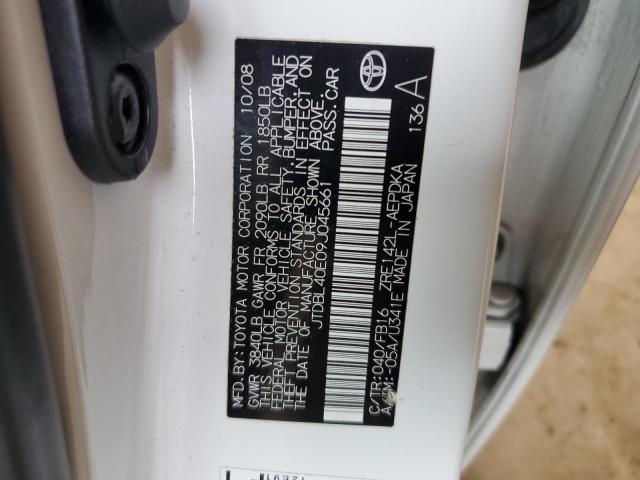 MFD.BY:TOYOTA MOTOR CORPORATION 10/08
GVWR 3840LB GAWR FR 2090LB RR 1850LB
THIS VEHICLE CONFORMS TO ALL APPLICABLE
FEDERAL MOTOR VEHICLE SAFETY, BUMPER, AND
THEFT PREVENTION STANDARDS IN EFFECT ON
THE DATE OF MANUFACTURE SHOWN ABOVE.
JTDBL40E09J045661 PASS.CAR
C/TR:040/FB16 ZRE142L-AEPDKA 136A
A/TM:-05A/U341E MADE IN JAPAN